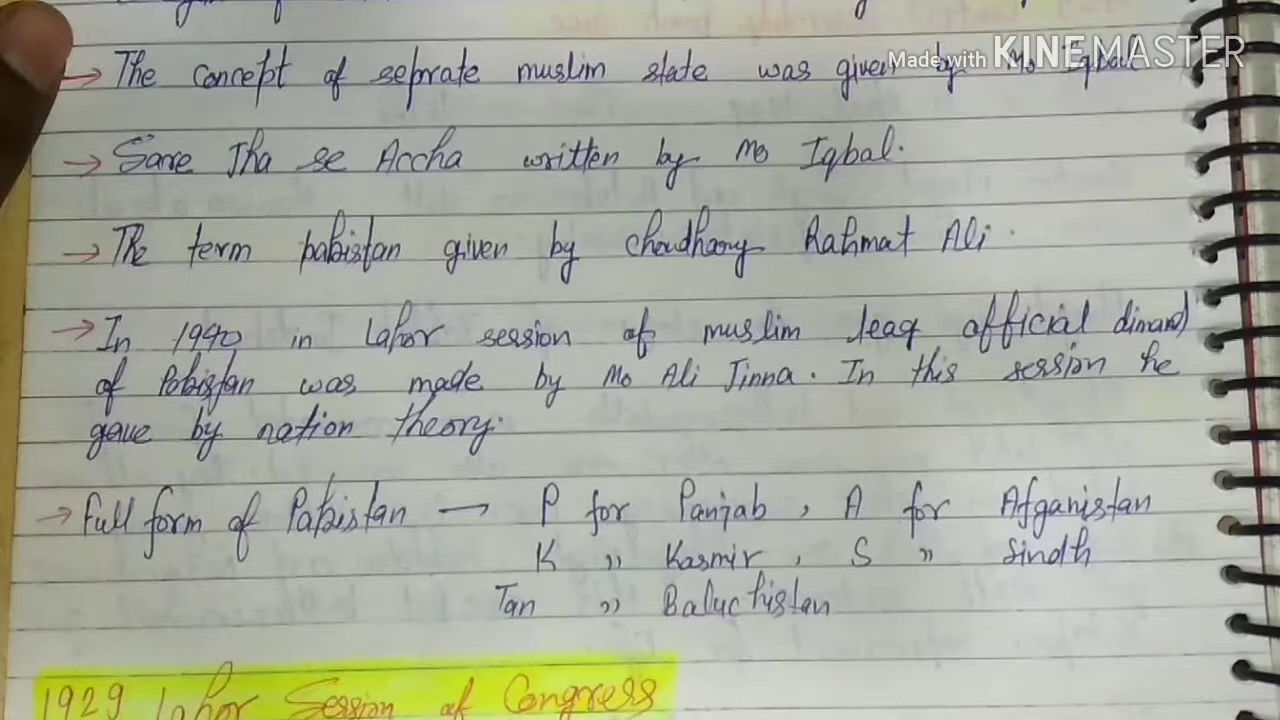 Made with KINEMASTER
→ The concept of seprate muslim state was given by Mo Iqbal
→ Sare Jha se Accha written by Mo Iqbal.
→ The term pakistan given by choudhary Rahmat Ali.
→ In 1940 in Lahor session of muslim leag official dimand
of Pakistan was made by Mo Ali Jinna. In this session he
gave by nation theory.
→ Full form of Pakistan — P for Panjab, A for Afganistan
K " Kasmir, S " Sindh
Tan " Baluchistan
1929 Lahor Session of Congress